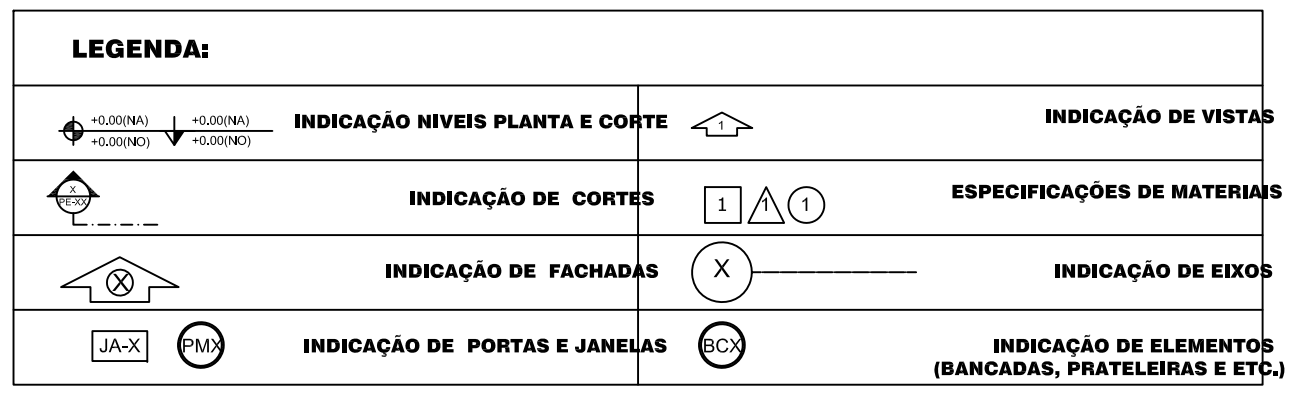 LEGENDA:
+0.00(NA) +0.00(NA)
+0.00(NO) +0.00(NO)
INDICAÇÃO NIVEIS PLANTA E CORTE
1
INDICAÇÃO DE VISTAS
X
PE-XX
INDICAÇÃO DE CORTES
1 1 1
ESPECIFICAÇÕES DE MATERIAIS
X
INDICAÇÃO DE FACHADAS
X
INDICAÇÃO DE EIXOS
JA-X PMX
INDICAÇÃO DE PORTAS E JANELAS
BCX
INDICAÇÃO DE ELEMENTOS
(BANCADAS, PRATELEIRAS E ETC.)